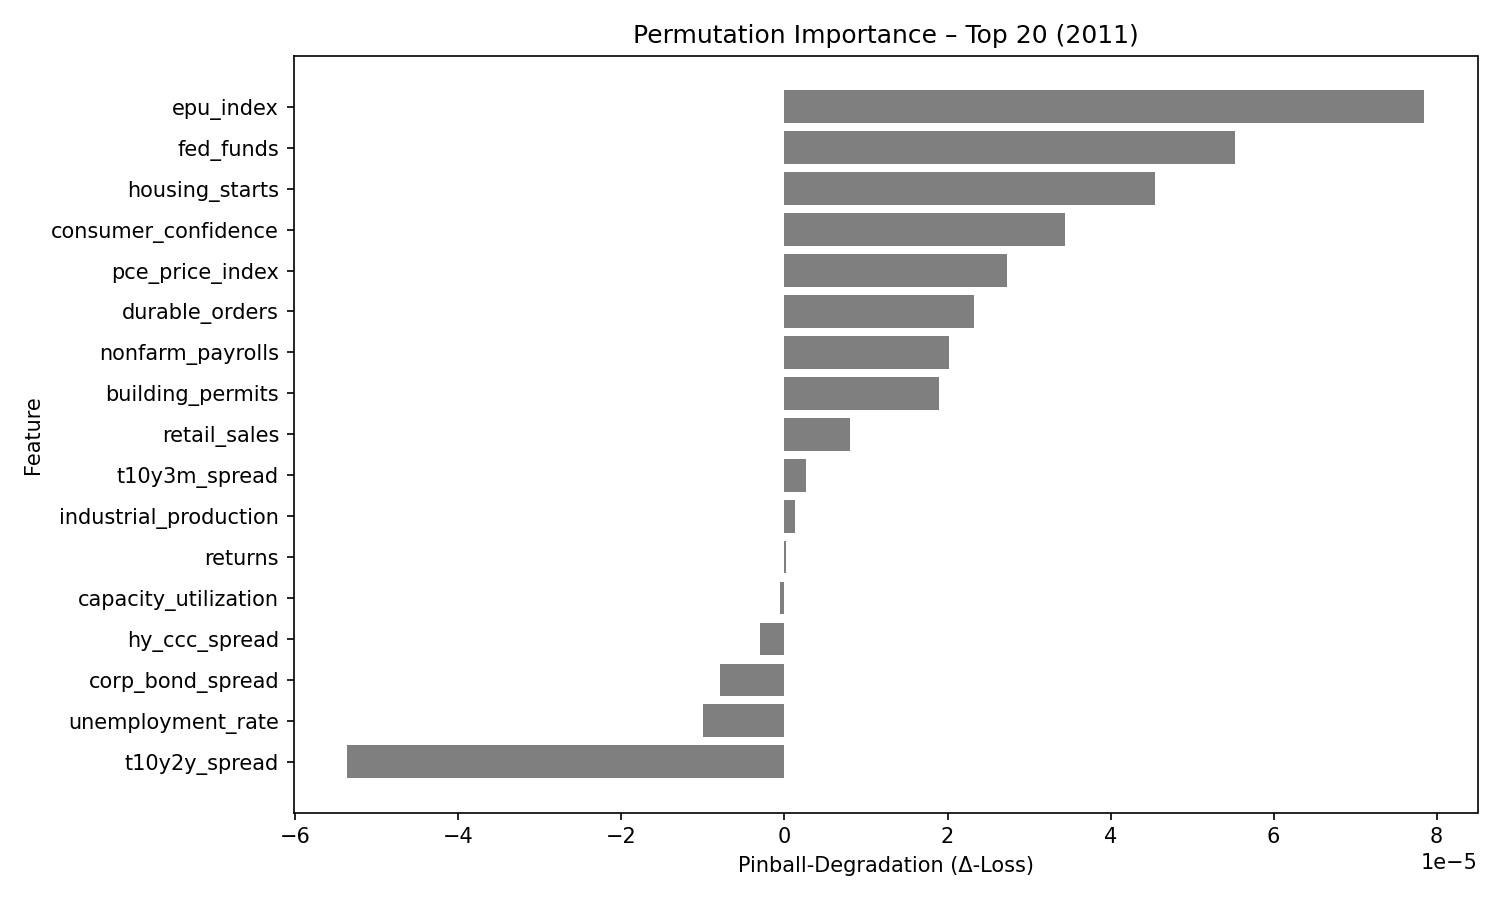 Permutation Importance – Top 20 (2011)
Feature
epu_index
fed_funds
housing_starts
consumer_confidence
pce_price_index
durable_orders
nonfarm_payrolls
building_permits
retail_sales
t10y3m_spread
industrial_production
returns
capacity_utilization
hy_ccc_spread
corp_bond_spread
unemployment_rate
t10y2y_spread
−6 −4 −2 0 2 4 6 8
1e−5
Pinball-Degradation (Δ-Loss)